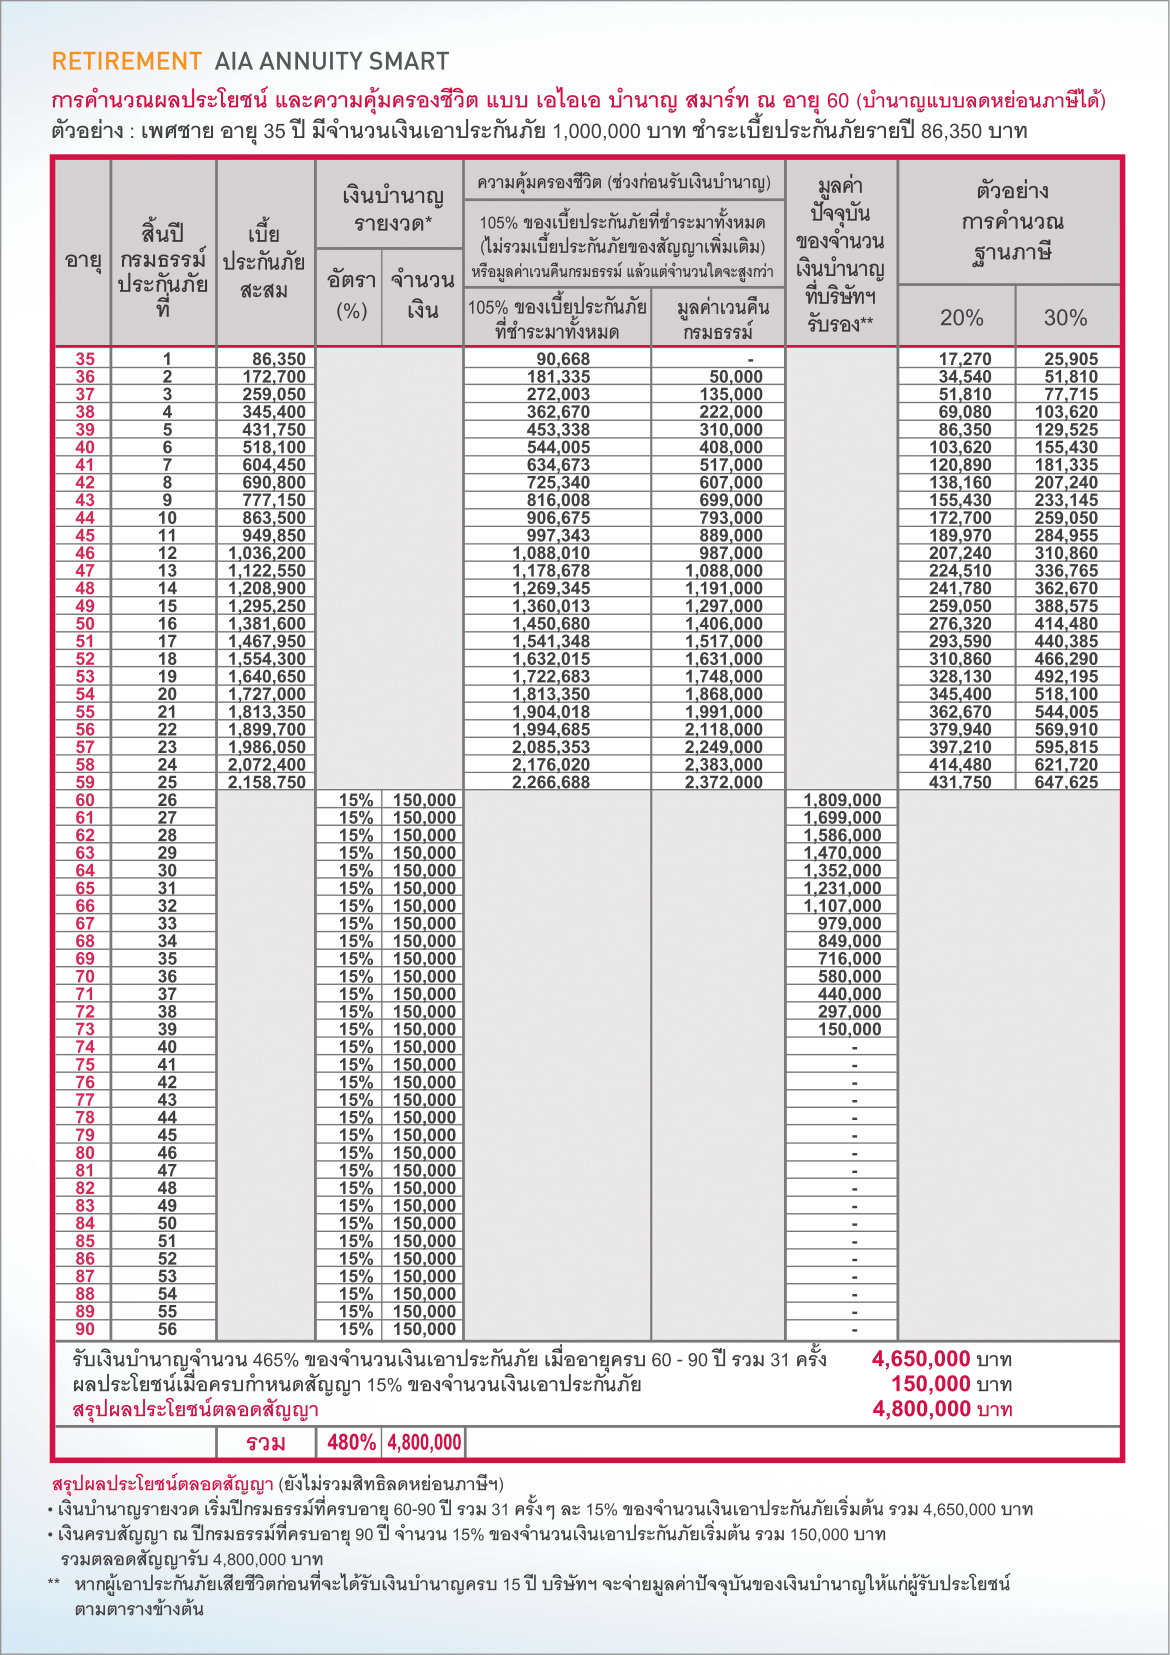 RETIREMENT AIA ANNUITY SMART
การคำนวณผลประโยชน์ และความคุ้มครองชีวิต แบบ เอไอเอ บำนาญ สมาร์ท ณ อายุ 60 (บำนาญแบบลดหย่อนภาษีได้)
ตัวอย่าง : เพศชาย อายุ 35 ปี มีจำนวนเงินเอาประกันภัย 1,000,000 บาท ชำระเบี้ยประกันภัยรายปี 86,350 บาท
อายุ
สิ้นปี
กรมธรรม์
ประกันภัย
ที่
เบี้ย
ประกันภัย
สะสม
เงินบำนาญ
รายงวด*
อัตรา
(%)
จำนวน
เงิน
ความคุ้มครองชีวิต (ช่วงก่อนรับเงินบำนาญ)
105% ของเบี้ยประกันภัยที่ชำระมาทั้งหมด
(ไม่รวมเบี้ยประกันภัยของสัญญาเพิ่มเติม)
หรือมูลค่าเวนคืนกรมธรรม์ แล้วแต่จำนวนใดจะสูงกว่า
105% ของเบี้ยประกันภัย
ที่ชำระมาทั้งหมด
มูลค่าเวนคืน
กรมธรรม์
มูลค่า
ปัจจุบัน
ของจำนวน
เงินบำนาญ
ที่บริษัทฯ
รับรอง**
ตัวอย่าง
การคำนวณ
ฐานภาษี
20% 30%
35 1 86,350 90,668 - 17,270 25,905
36 2 172,700 181,335 50,000 34,540 51,810
37 3 259,050 272,003 135,000 51,810 77,715
38 4 345,400 362,670 222,000 69,080 103,620
39 5 431,750 453,338 310,000 86,350 129,525
40 6 518,100 544,005 408,000 103,620 155,430
41 7 604,450 634,673 517,000 120,890 181,335
42 8 690,800 725,340 607,000 138,160 207,240
43 9 777,150 816,008 699,000 155,430 233,145
44 10 863,500 906,675 793,000 172,700 259,050
45 11 949,850 997,343 889,000 189,970 284,955
46 12 1,036,200 1,088,010 987,000 207,240 310,860
47 13 1,122,550 1,178,678 1,088,000 224,510 336,765
48 14 1,208,900 1,269,345 1,191,000 241,780 362,670
49 15 1,295,250 1,360,013 1,297,000 259,050 388,575
50 16 1,381,600 1,450,680 1,406,000 276,320 414,480
51 17 1,467,950 1,541,348 1,517,000 293,590 440,385
52 18 1,554,300 1,632,015 1,631,000 310,860 466,290
53 19 1,640,650 1,722,683 1,748,000 328,130 492,195
54 20 1,727,000 1,813,350 1,868,000 345,400 518,100
55 21 1,813,350 1,904,018 1,991,000 362,670 544,005
56 22 1,899,700 1,994,685 2,118,000 379,940 569,910
57 23 1,986,050 2,085,353 2,249,000 397,210 595,815
58 24 2,072,400 2,176,020 2,383,000 414,480 621,720
59 25 2,158,750 2,266,688 2,372,000 431,750 647,625
60 26 15% 150,000 1,809,000
61 27 15% 150,000 1,699,000
62 28 15% 150,000 1,586,000
63 29 15% 150,000 1,470,000
64 30 15% 150,000 1,352,000
65 31 15% 150,000 1,231,000
66 32 15% 150,000 1,107,000
67 33 15% 150,000 979,000
68 34 15% 150,000 849,000
69 35 15% 150,000 716,000
70 36 15% 150,000 580,000
71 37 15% 150,000 440,000
72 38 15% 150,000 297,000
73 39 15% 150,000 150,000
74 40 15% 150,000 -
75 41 15% 150,000 -
76 42 15% 150,000 -
77 43 15% 150,000 -
78 44 15% 150,000 -
79 45 15% 150,000 -
80 46 15% 150,000 -
81 47 15% 150,000 -
82 48 15% 150,000 -
83 49 15% 150,000 -
84 50 15% 150,000 -
85 51 15% 150,000 -
86 52 15% 150,000 -
87 53 15% 150,000 -
88 54 15% 150,000 -
89 55 15% 150,000 -
90 56 15% 150,000 -
รับเงินบำนาญจำนวน 465% ของจำนวนเงินเอาประกันภัย เมื่ออายุครบ 60 - 90 ปี รวม 31 ครั้ง 4,650,000 บาท
ผลประโยชน์เมื่อครบกำหนดสัญญา 15% ของจำนวนเงินเอาประกันภัย 150,000 บาท
สรุปผลประโยชน์ตลอดสัญญา 4,800,000 บาท
รวม 480% 4,800,000
สรุปผลประโยชน์ตลอดสัญญา (ยังไม่รวมสิทธิลดหย่อนภาษีฯ)
• เงินบำนาญรายงวด เริ่มปีกรมธรรม์ที่ครบอายุ 60-90 ปี รวม 31 ครั้งๆ ละ 15% ของจำนวนเงินเอาประกันภัยเริ่มต้น รวม 4,650,000 บาท
• เงินครบสัญญา ณ ปีกรมธรรม์ที่ครบอายุ 90 ปี จำนวน 15% ของจำนวนเงินเอาประกันภัยเริ่มต้น รวม 150,000 บาท
รวมตลอดสัญญารับ 4,800,000 บาท
** หากผู้เอาประกันภัยเสียชีวิตก่อนที่จะได้รับเงินบำนาญครบ 15 ปี บริษัทฯ จะจ่ายมูลค่าปัจจุบันของเงินบำนาญให้แก่ผู้รับประโยชน์
ตามตารางข้างต้น